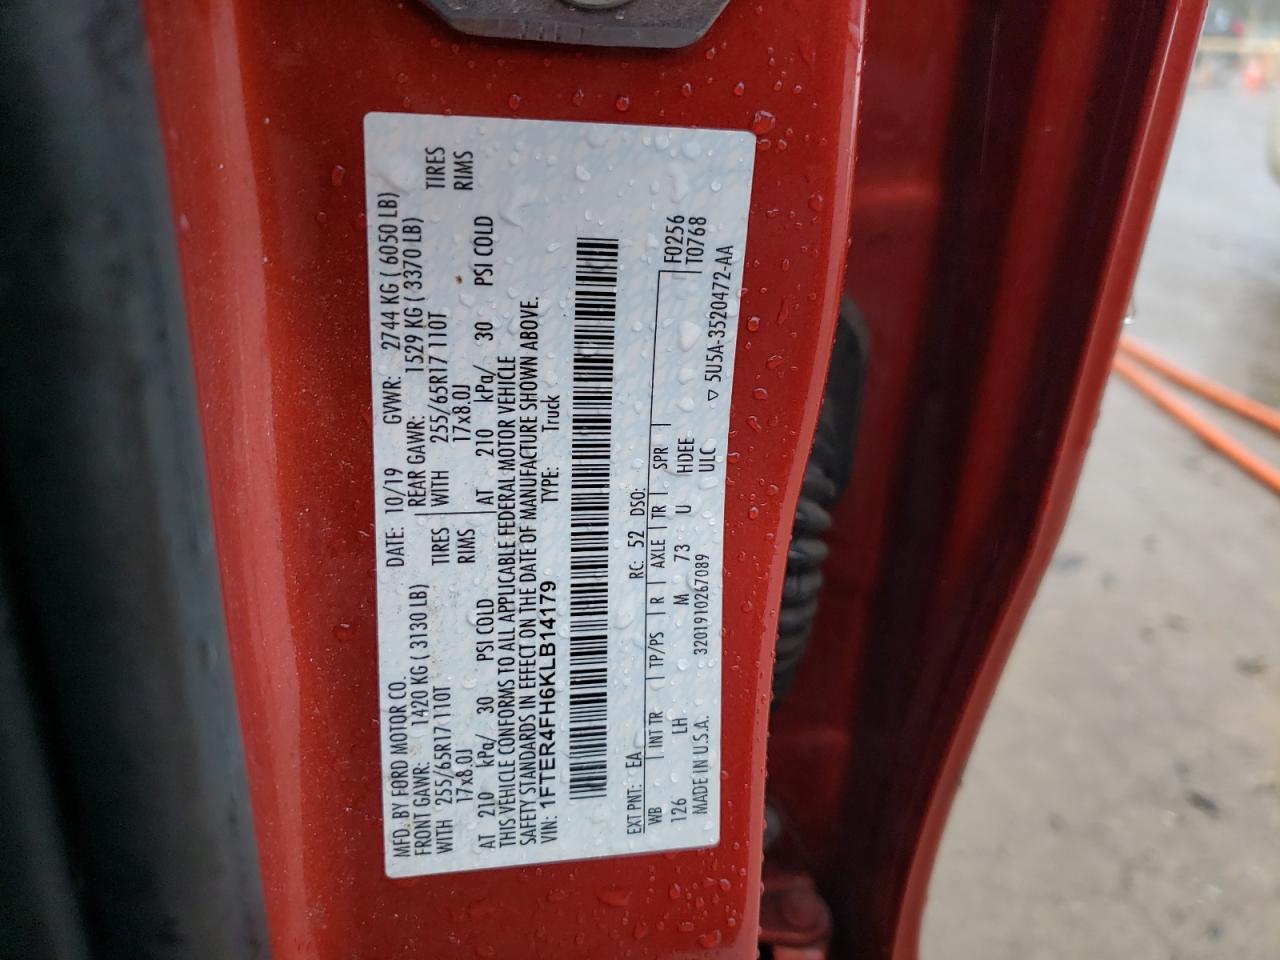 MFD. BY FORD MOTOR CO. DATE: 10/19 GVWR: 2744 KG ( 6050 LB)
FRONT GAWR: 1420 KG ( 3130 LB) REAR GAWR: 1529 KG ( 3370 LB)
WITH 255/65R17 110T TIRES WITH 255/65R17 110T TIRES
17x8.0J RIMS 17x8.0J RIMS
AT 210 kPa/ 30 PSI COLD AT 210 kPa/ 30 PSI COLD
THIS VEHICLE CONFORMS TO ALL APPLICABLE FEDERAL MOTOR VEHICLE
SAFETY STANDARDS IN EFFECT ON THE DATE OF MANUFACTURE SHOWN ABOVE.
VIN: 1FTER4FH6KLB14179 TYPE: Truck
EXT PNT: EA RC: 52 DSO:
WB INT TR TP/PS R AXLE TR SPR F0256
126 LH M 73 U HDEE T0768
MADE IN U.S.A. 3201910267089 ULC ▽ 5U5A-3520472-AA